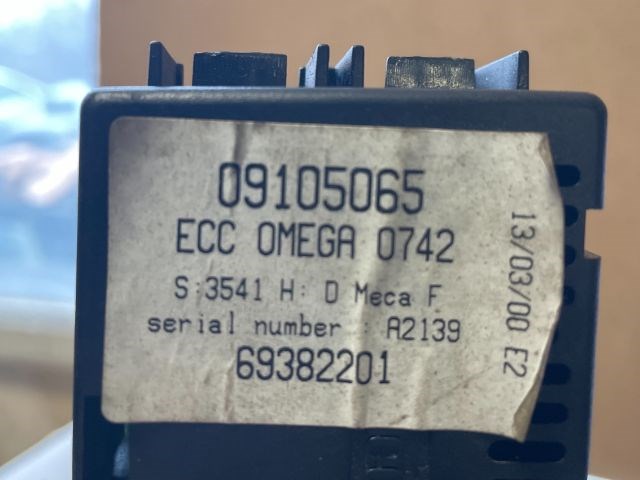 09105065
ECC OMEGA 0742
S:3541 H: D Meca F
serial number : A2139
69382201
13/03/00 E2